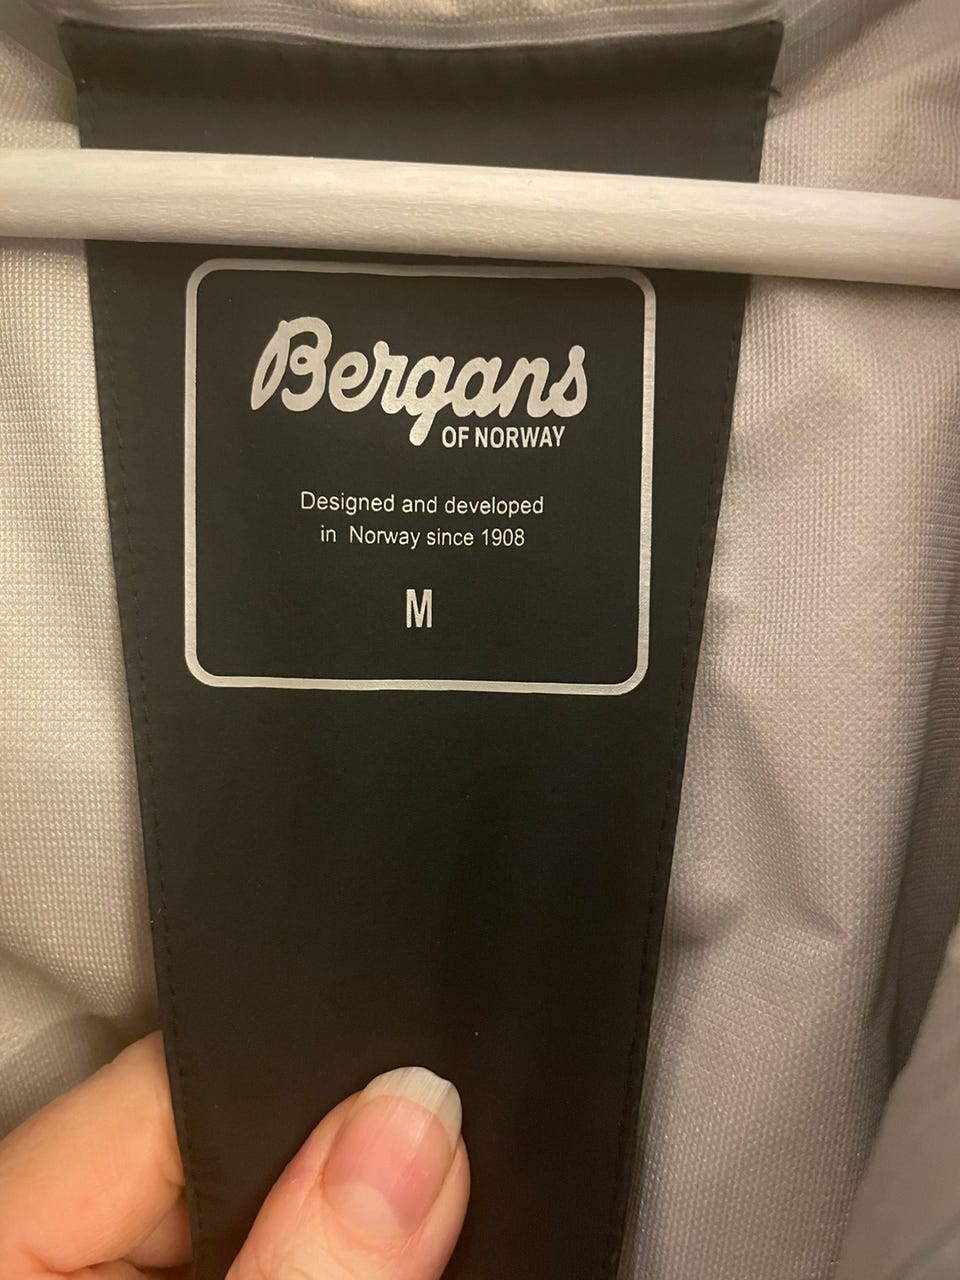 Bergans
OF NORWAY
Designed and developed
in Norway since 1908
M